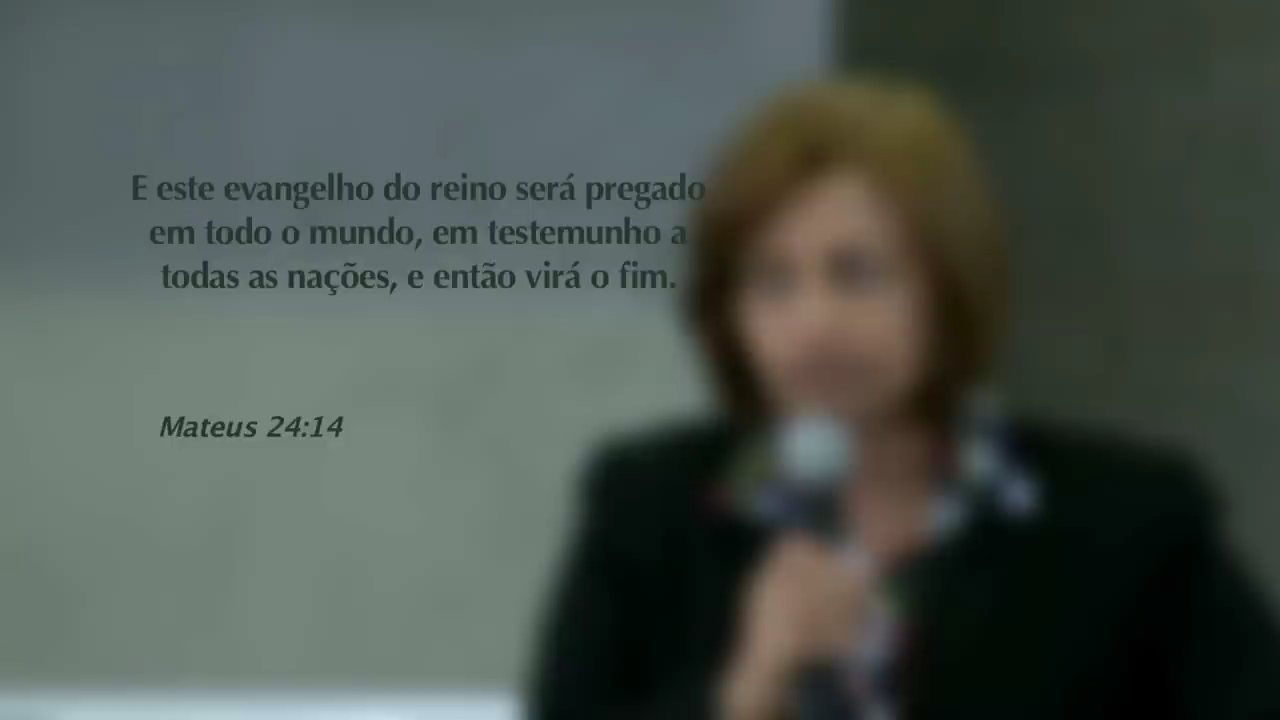 E este evangelho do reino será pregado
em todo o mundo, em testemunho a
todas as nações, e então virá o fim.
Mateus 24:14